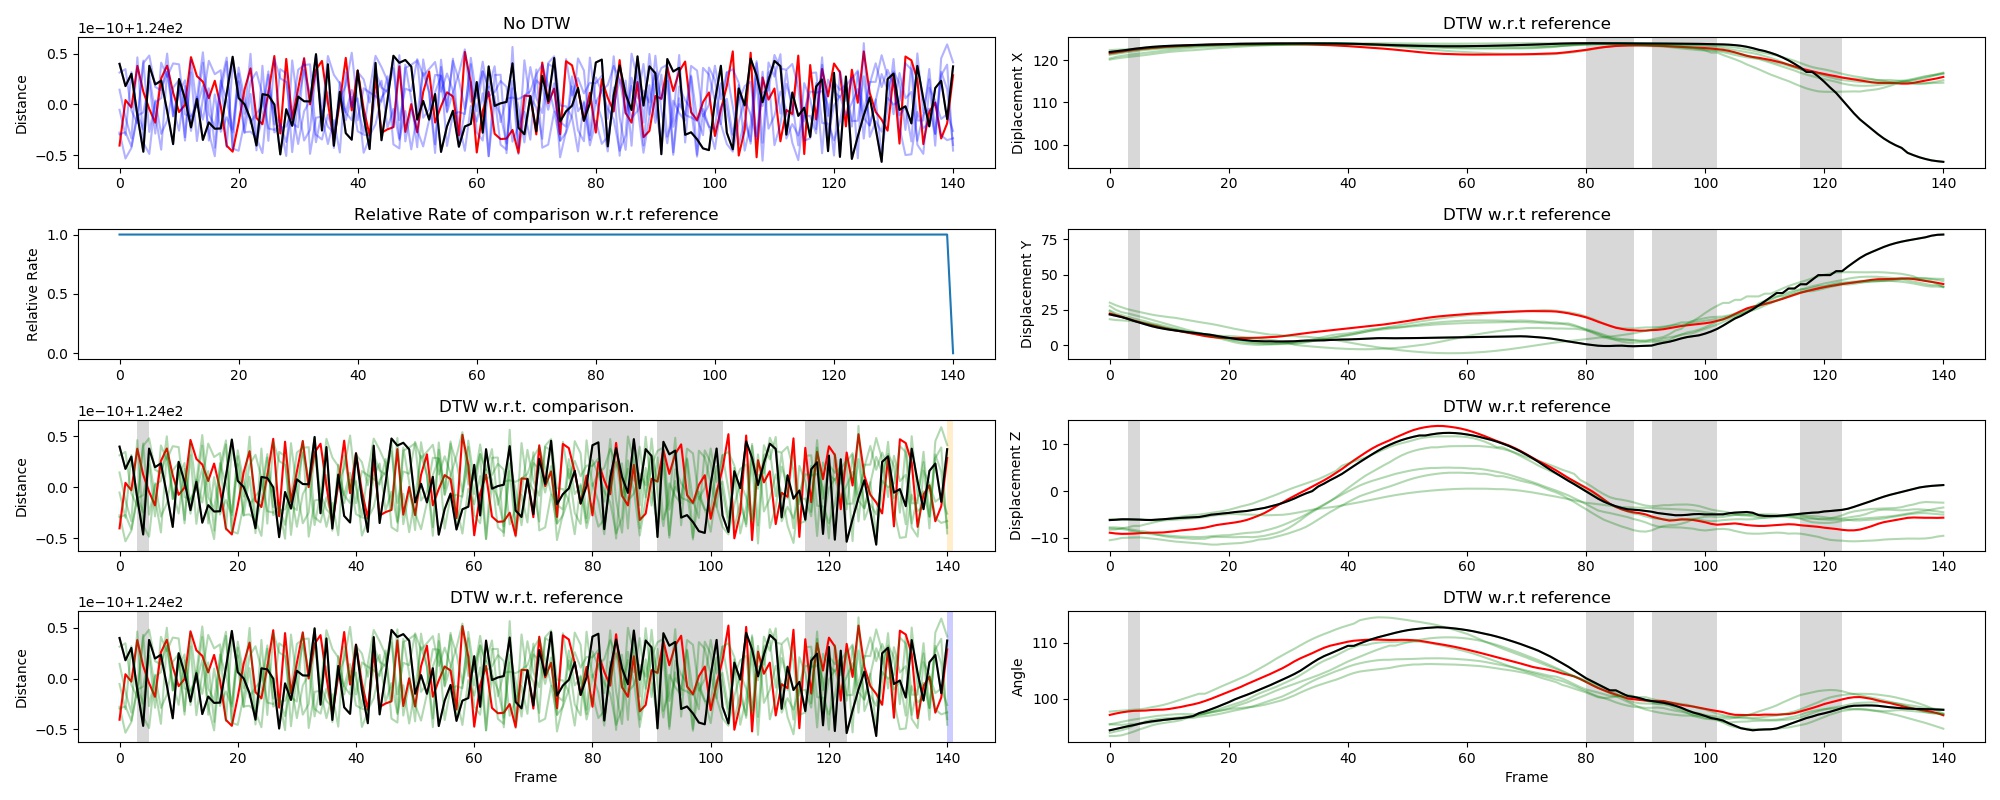 No DTW
1e−10+1.24e2
Distance
0.5
0.0
−0.5
0 20 40 60 80 100 120 140
DTW w.r.t reference
Diplacement X
120
110
100
0 20 40 60 80 100 120 140
Relative Rate of comparison w.r.t reference
Relative Rate
1.0
0.5
0.0
0 20 40 60 80 100 120 140
DTW w.r.t reference
Displacement Y
75
50
25
0
0 20 40 60 80 100 120 140
DTW w.r.t. comparison.
1e−10+1.24e2
Distance
0.5
0.0
−0.5
0 20 40 60 80 100 120 140
DTW w.r.t reference
Displacement Z
10
0
−10
0 20 40 60 80 100 120 140
DTW w.r.t. reference
1e−10+1.24e2
Distance
0.5
0.0
−0.5
0 20 40 60 80 100 120 140
Frame
DTW w.r.t reference
Angle
110
100
0 20 40 60 80 100 120 140
Frame